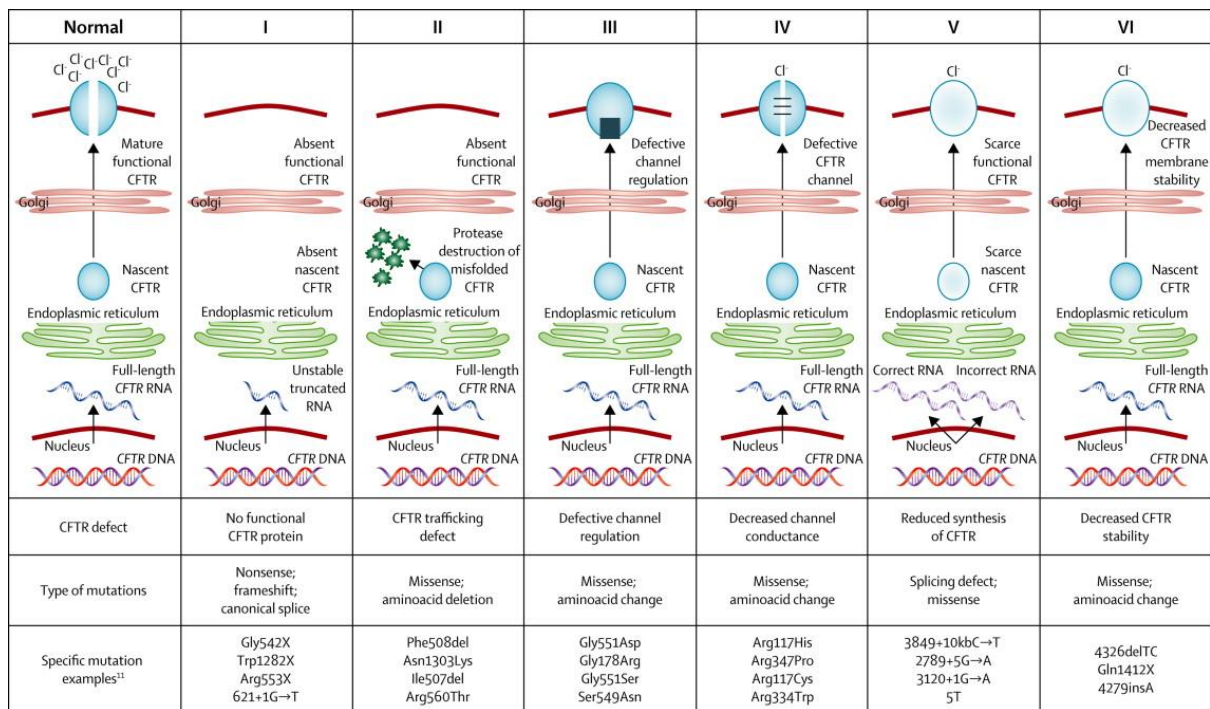 Normal
I
II
III
IV
V
VI
Cl- Cl- Cl- Cl-
Cl- Cl-
Cl- Cl-
Cl-
Cl-
Cl-
Mature
functional
CFTR
Absent
functional
CFTR
Absent
functional
CFTR
Defective
channel
regulation
Defective
CFTR
channel
Scarce
functional
CFTR
Decreased
CFTR
membrane
stability
Golgi
Golgi
Golgi
Golgi
Golgi
Golgi
Golgi
Nascent
CFTR
Absent
nascent
CFTR
Protease
destruction of
misfolded
CFTR
Nascent
CFTR
Nascent
CFTR
Scarce
nascent
CFTR
Nascent
CFTR
Endoplasmic reticulum
Endoplasmic reticulum
Endoplasmic reticulum
Endoplasmic reticulum
Endoplasmic reticulum
Endoplasmic reticulum
Endoplasmic reticulum
Full-length
CFTR RNA
Unstable
truncated
RNA
Full-length
CFTR RNA
Full-length
CFTR RNA
Full-length
CFTR RNA
Correct RNA
Incorrect RNA
Full-length
CFTR RNA
Nucleus
Nucleus
Nucleus
Nucleus
Nucleus
Nucleus
Nucleus
CFTR DNA
CFTR DNA
CFTR DNA
CFTR DNA
CFTR DNA
CFTR DNA
CFTR DNA
CFTR defect
No functional
CFTR protein
CFTR trafficking
defect
Defective channel
regulation
Decreased channel
conductance
Reduced synthesis
of CFTR
Decreased CFTR
stability
Type of mutations
Nonsense;
frameshift;
canonical splice
Missense;
aminoacid deletion
Missense;
aminoacid change
Missense;
aminoacid change
Splicing defect;
missense
Missense;
aminoacid change
Specific mutation
examples¹¹
Gly542X
Trp1282X
Arg553X
621+1G→T
Phe508del
Asn1303Lys
Ile507del
Arg560Thr
Gly551Asp
Gly178Arg
Gly551Ser
Ser549Asn
Arg117His
Arg347Pro
Arg117Cys
Arg334Trp
3849+10kbC→T
2789+5G→A
3120+1G→A
5T
4326delTC
Gln1412X
4279insA